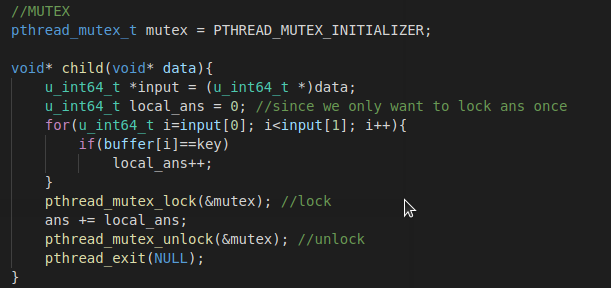 //MUTEX
pthread_mutex_t mutex = PTHREAD_MUTEX_INITIALIZER;
void* child(void* data){
u_int64_t *input = (u_int64_t *)data;
u_int64_t local_ans = 0; //since we only want to lock ans once
for(u_int64_t i=input[0]; i<input[1]; i++){
if(buffer[i]==key)
local_ans++;
}
pthread_mutex_lock(&mutex); //lock
ans += local_ans;
pthread_mutex_unlock(&mutex); //unlock
pthread_exit(NULL);
}